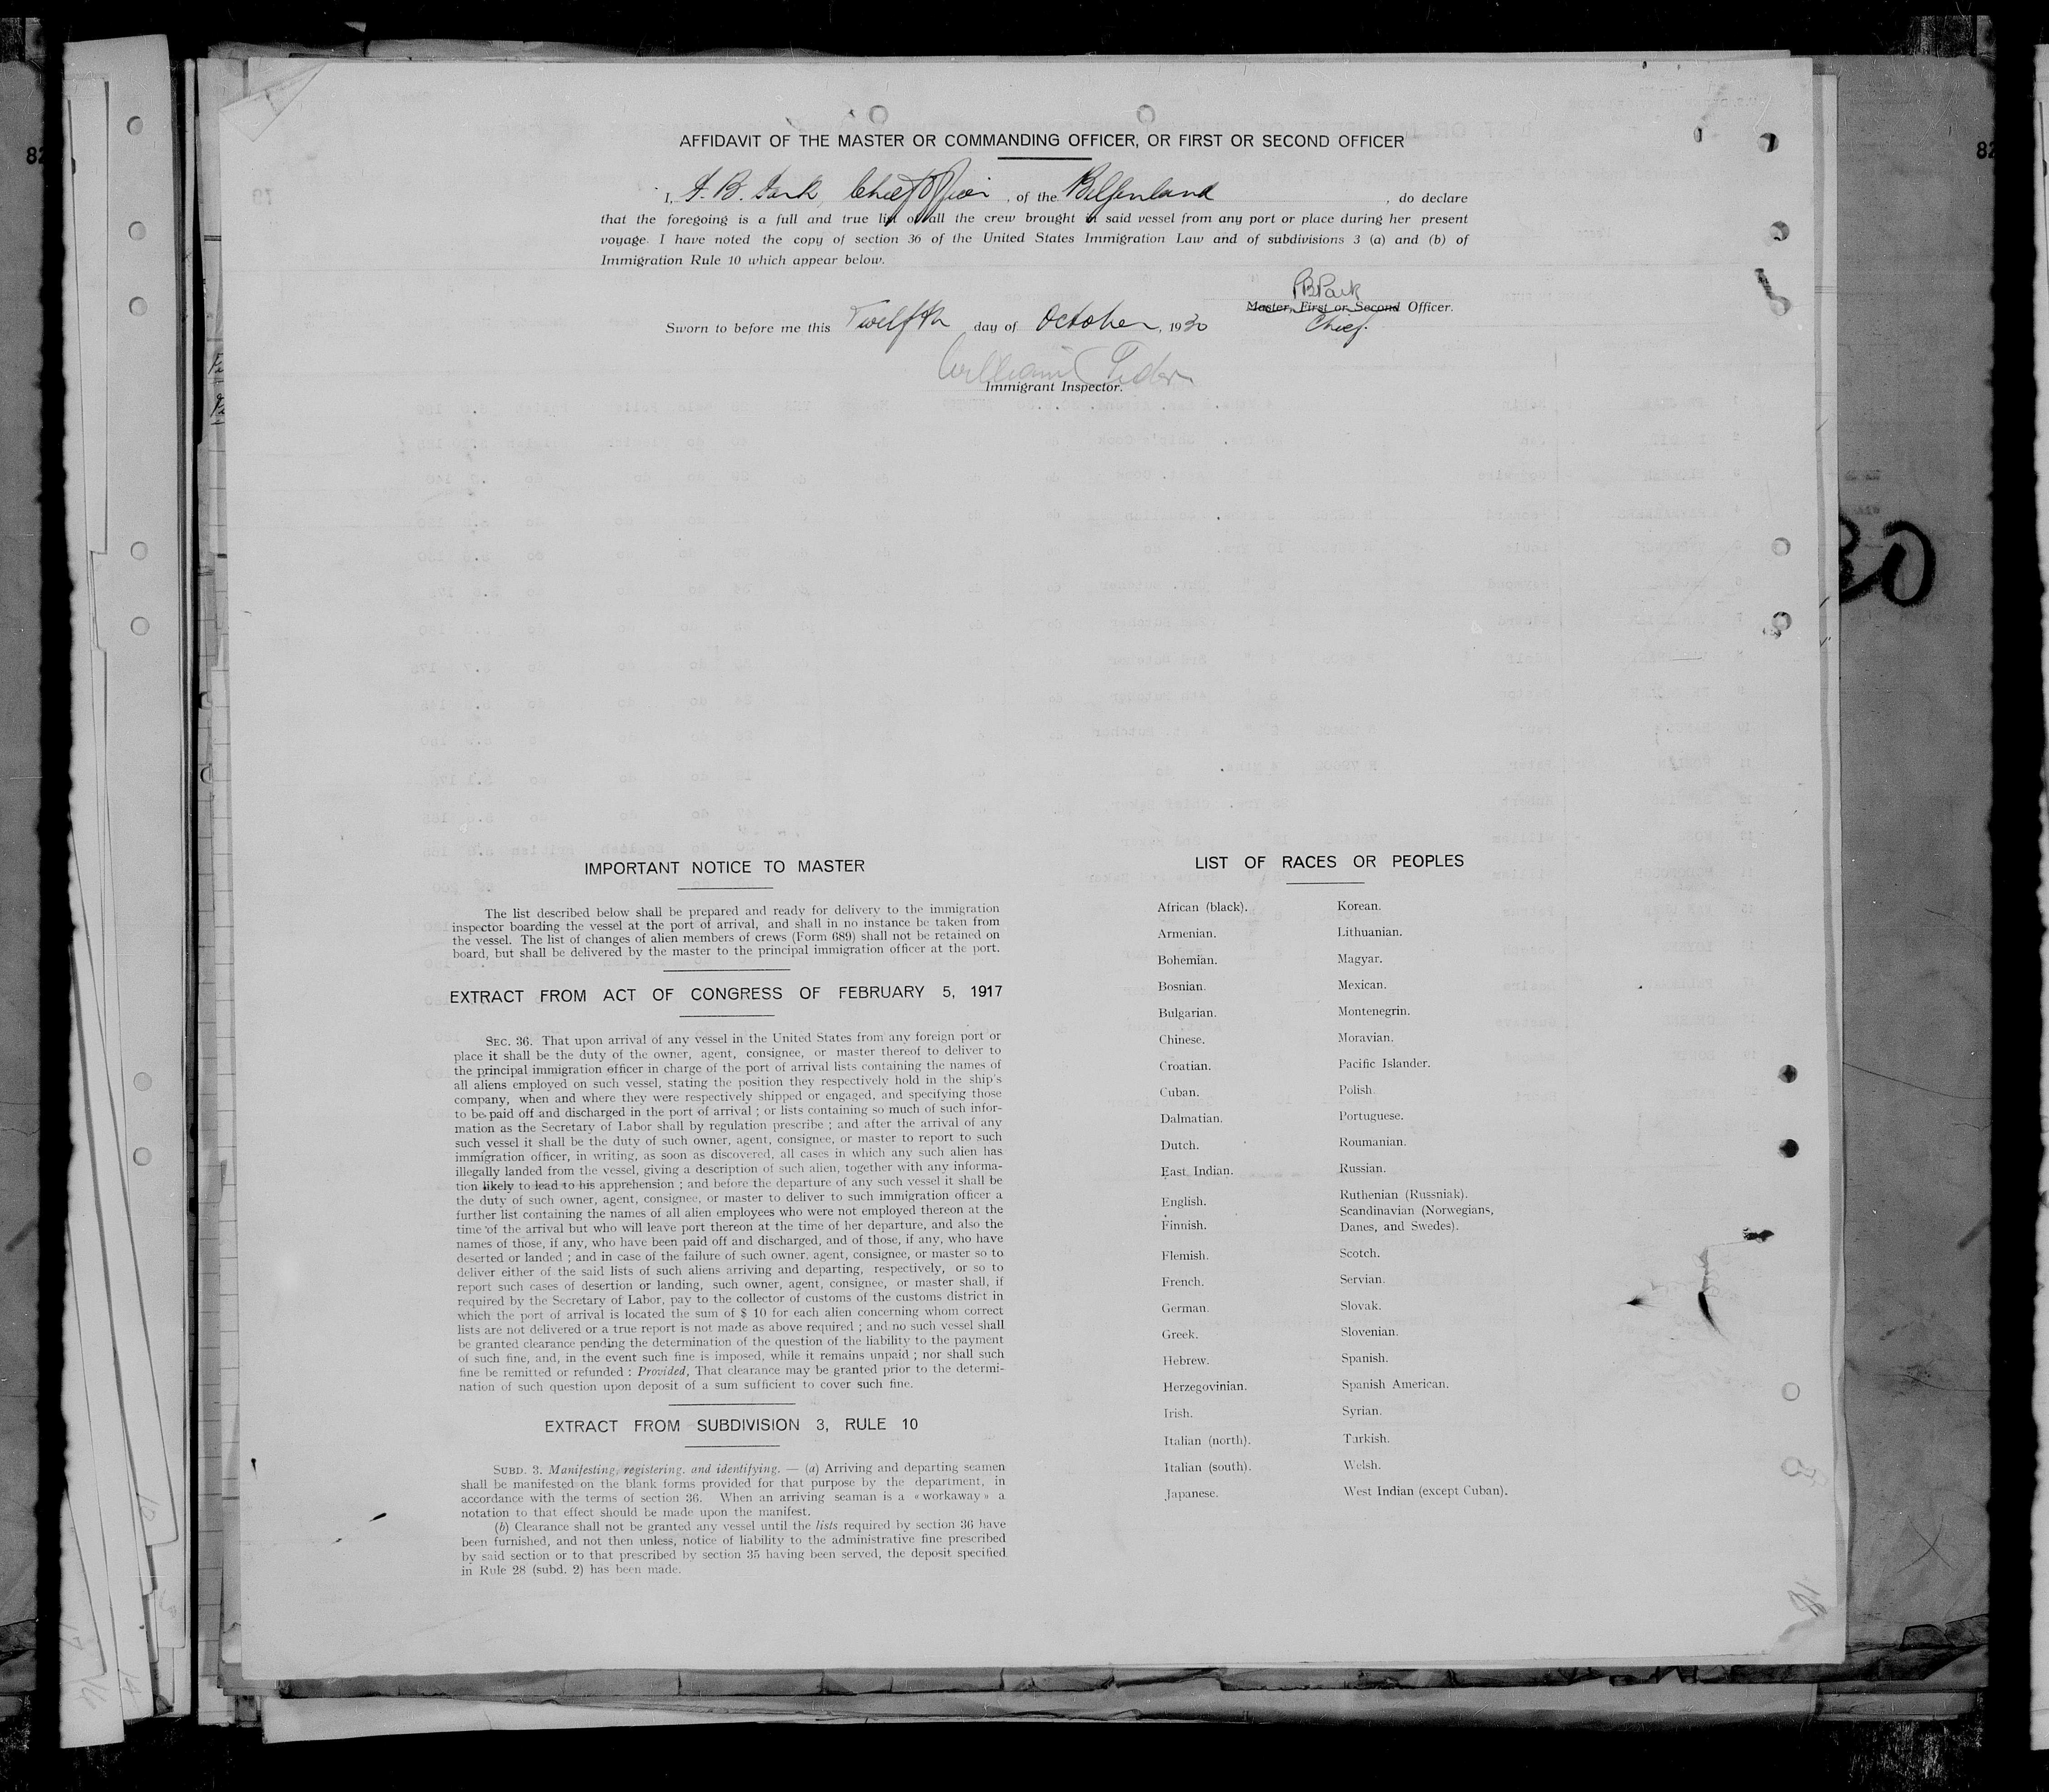 AFFIDAVIT OF THE MASTER OR COMMANDING OFFICER, OR FIRST OR SECOND OFFICER
I, B. Park, Chief Officer, of the Belgenland, do declare
that the foregoing is a full and true list of all the crew brought in said vessel from any port or place during her present
voyage. I have noted the copy of section 36 of the United States Immigration Law and of subdivisions 3 (a) and (b) of
Immigration Rule 10 which appear below.
BPark
Master, First or Second Officer.
Chief.
Sworn to before me this Twelfth day of October, 1930
William
Immigrant Inspector.
IMPORTANT NOTICE TO MASTER
The list described below shall be prepared and ready for delivery to the immigration
inspector boarding the vessel at the port of arrival, and shall in no instance be taken from
the vessel. The list of changes of alien members of crews (Form 689) shall not be retained on
board, but shall be delivered by the master to the principal immigration officer at the port.
EXTRACT FROM ACT OF CONGRESS OF FEBRUARY 5, 1917
SEC. 36. That upon arrival of any vessel in the United States from any foreign port or
place it shall be the duty of the owner, agent, consignee, or master thereof to deliver to
the principal immigration officer in charge of the port of arrival lists containing the names of
all aliens employed on such vessel, stating the position they respectively hold in the ship's
company, when and where they were respectively shipped or engaged, and specifying those
to be paid off and discharged in the port of arrival ; or lists containing so much of such infor-
mation as the Secretary of Labor shall by regulation prescribe ; and after the arrival of any
such vessel it shall be the duty of such owner, agent, consignee, or master to report to such
immigration officer, in writing, as soon as discovered, all cases in which any such alien has
illegally landed from the vessel, giving a description of such alien, together with any informa-
tion likely to lead to his apprehension ; and before the departure of any such vessel it shall be
the duty of such owner, agent, consignee, or master to deliver to such immigration officer a
further list containing the names of all alien employees who were not employed thereon at the
time of the arrival but who will leave port thereon at the time of her departure, and also the
names of those, if any, who have been paid off and discharged, and of those, if any, who have
deserted or landed ; and in case of the failure of such owner, agent, consignee, or master so to
deliver either of the said lists of such aliens arriving and departing, respectively, or so to
report such cases of desertion or landing, such owner, agent, consignee, or master shall, if
required by the Secretary of Labor, pay to the collector of customs of the customs district in
which the port of arrival is located the sum of $ 10 for each alien concerning whom correct
lists are not delivered or a true report is not made as above required ; and no such vessel shall
be granted clearance pending the determination of the question of the liability to the payment
of such fine, and, in the event such fine is imposed, while it remains unpaid ; nor shall such
fine be remitted or refunded : Provided, That clearance may be granted prior to the determi-
nation of such question upon deposit of a sum sufficient to cover such fine.
EXTRACT FROM SUBDIVISION 3, RULE 10
SUBD. 3. Manifesting, registering, and identifying. — (a) Arriving and departing seamen
shall be manifested on the blank forms provided for that purpose by the department, in
accordance with the terms of section 36. When an arriving seaman is a « workaway » a
notation to that effect should be made upon the manifest.
(b) Clearance shall not be granted any vessel until the lists required by section 36 have
been furnished, and not then unless, notice of liability to the administrative fine prescribed
by said section or to that prescribed by section 35 having been served, the deposit specified
in Rule 28 (subd. 2) has been made.
LIST OF RACES OR PEOPLES
African (black).
Armenian.
Bohemian.
Bosnian.
Bulgarian.
Chinese.
Croatian.
Cuban.
Dalmatian.
Dutch.
East Indian.
English.
Finnish.
Flemish.
French.
German.
Greek.
Hebrew.
Herzegovinian.
Irish.
Italian (north).
Italian (south).
Japanese.
Korean.
Lithuanian.
Magyar.
Mexican.
Montenegrin.
Moravian.
Pacific Islander.
Polish.
Portuguese.
Roumanian.
Russian.
Ruthenian (Russniak).
Scandinavian (Norwegians,
Danes, and Swedes).
Scotch.
Servian.
Slovak.
Slovenian.
Spanish.
Spanish American.
Syrian.
Turkish.
Welsh.
West Indian (except Cuban).